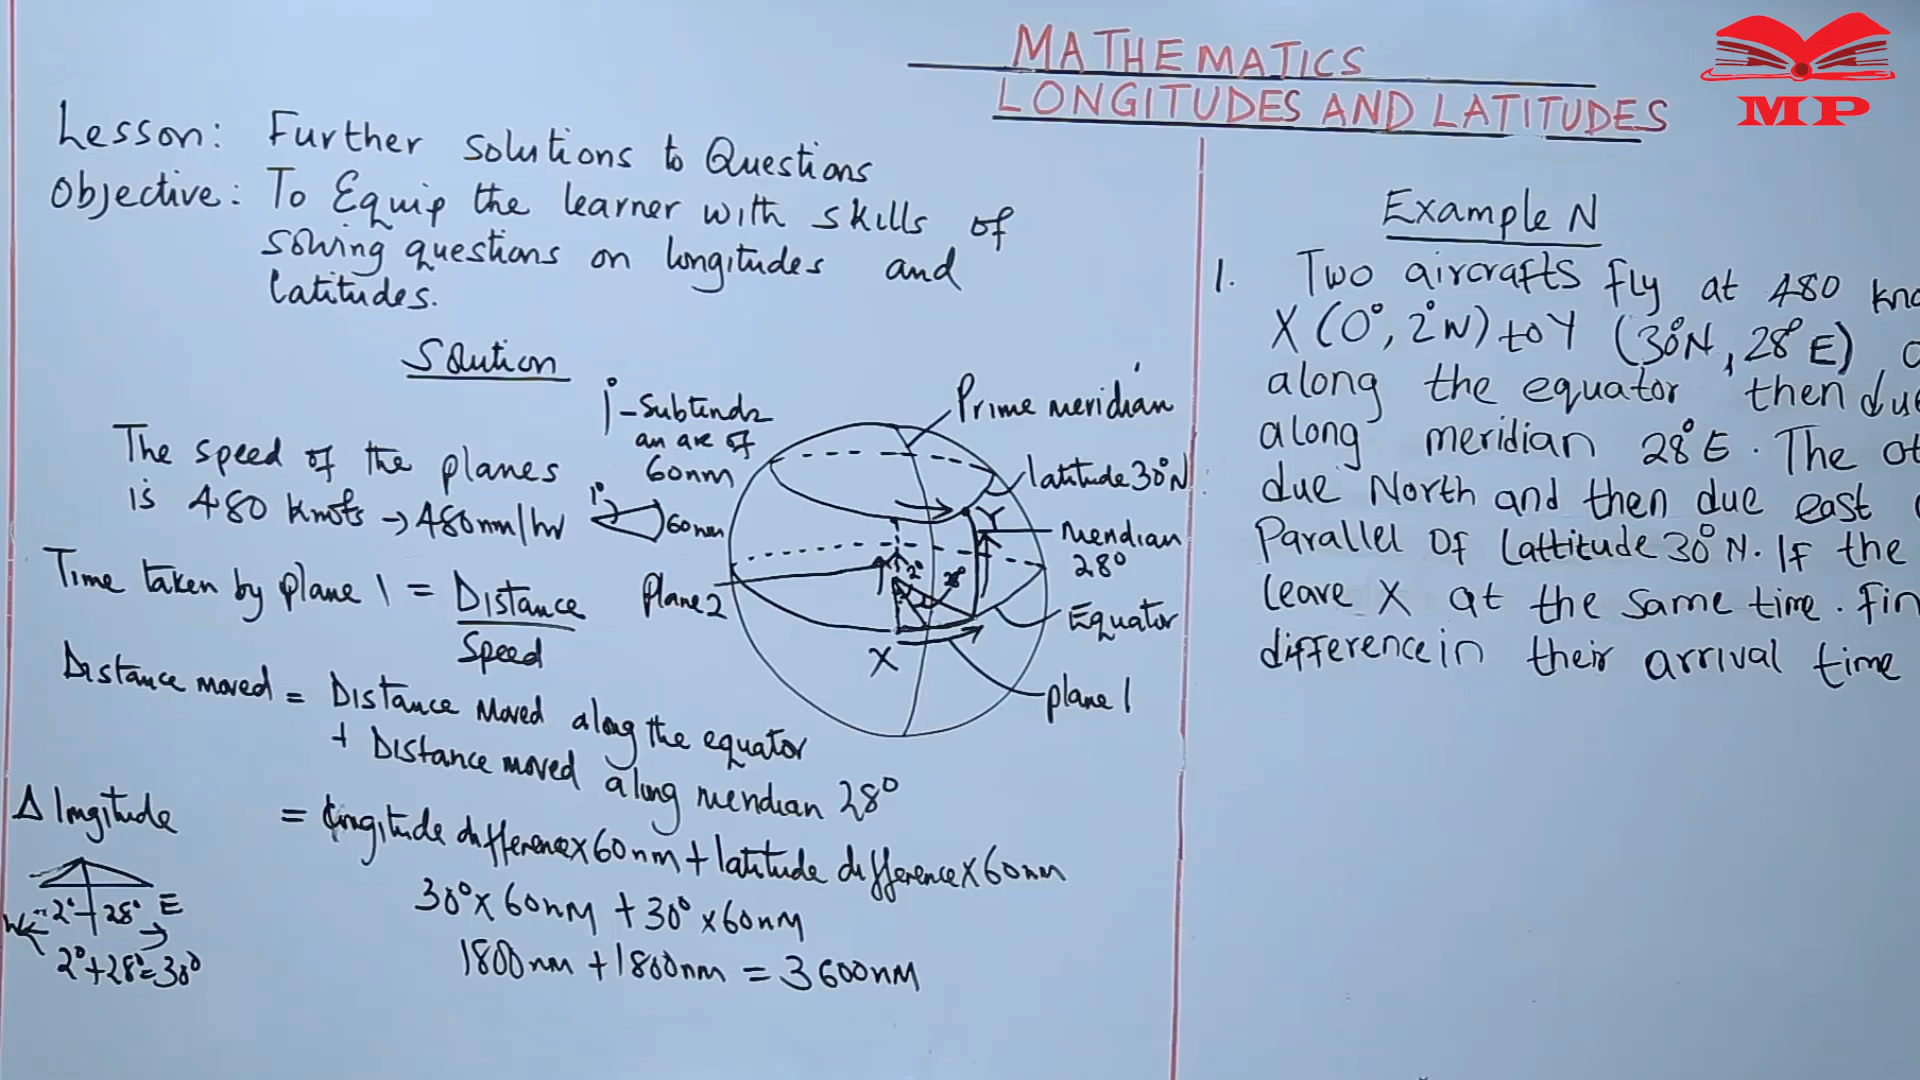 MATHEMATICS
LONGITUDES AND LATITUDES
MP
Lesson: Further solutions to Questions
Objective: To Equip the learner with skills of
solving questions on longitudes and
latitudes.
Solution
1° - Subtends
an arc of
60nm
1°
60nm
The speed of the planes
is 480 knots → 480nm/hr
Time taken by plane 1 = Distance
Speed
Distance moved = Distance Moved along the equator
+ Distance moved along meridian 28°
Δ longitude
= longitude difference x 60nm + latitude difference x 60nm
30° x 60nm + 30° x 60nm
1800nm + 1800nm = 3600nm
2° 28° E
W
2° + 28° = 30°
Prime meridian
latitude 30°N
Y
Meridian
28°
2° 28°
Plane 2
Equator
X
plane 1
Example N
1. Two aircrafts fly at 480 kno
X (0°, 2°W) to Y (30°N, 28°E)
along the equator then due
along meridian 28°E. The ot
due North and then due east
Parallel of Lattitude 30°N. If the
leave X at the same time. Fin
difference in their arrival time